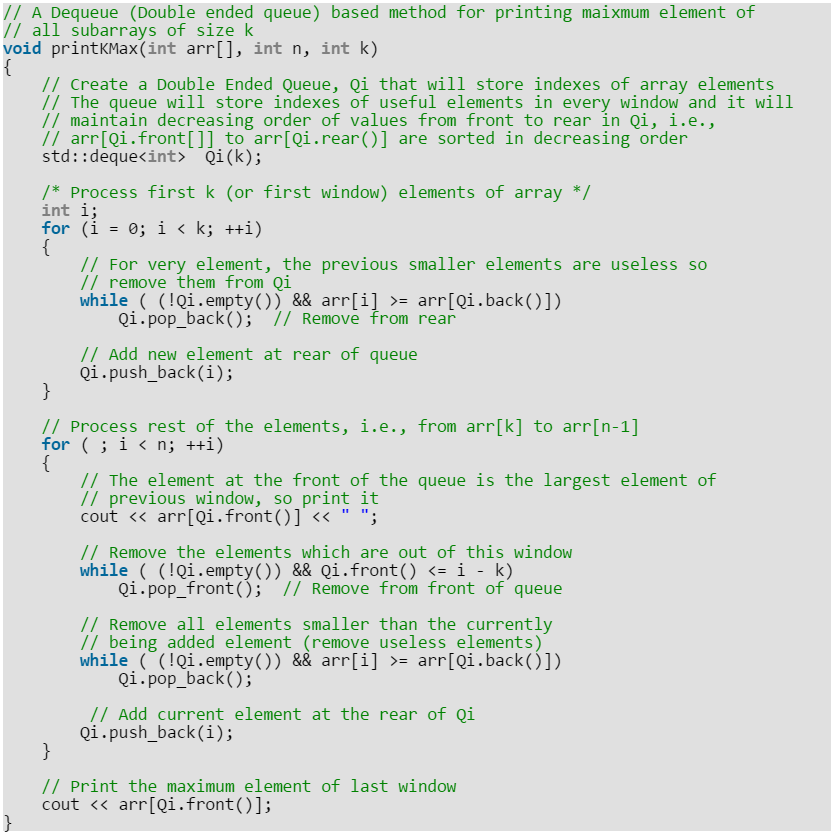 // A Dequeue (Double ended queue) based method for printing maixmum element of
// all subarrays of size k
void printKMax(int arr[], int n, int k)
{
    // Create a Double Ended Queue, Qi that will store indexes of array elements
    // The queue will store indexes of useful elements in every window and it will
    // maintain decreasing order of values from front to rear in Qi, i.e.,
    // arr[Qi.front[]] to arr[Qi.rear()] are sorted in decreasing order
    std::deque<int>  Qi(k);

    /* Process first k (or first window) elements of array */
    int i;
    for (i = 0; i < k; ++i)
    {
        // For very element, the previous smaller elements are useless so
        // remove them from Qi
        while ( (!Qi.empty()) && arr[i] >= arr[Qi.back()])
            Qi.pop_back();  // Remove from rear

        // Add new element at rear of queue
        Qi.push_back(i);
    }

    // Process rest of the elements, i.e., from arr[k] to arr[n-1]
    for ( ; i < n; ++i)
    {
        // The element at the front of the queue is the largest element of
        // previous window, so print it
        cout << arr[Qi.front()] << " ";

        // Remove the elements which are out of this window
        while ( (!Qi.empty()) && Qi.front() <= i - k)
            Qi.pop_front();  // Remove from front of queue

        // Remove all elements smaller than the currently
        // being added element (remove useless elements)
        while ( (!Qi.empty()) && arr[i] >= arr[Qi.back()])
            Qi.pop_back();

         // Add current element at the rear of Qi
        Qi.push_back(i);
    }

    // Print the maximum element of last window
    cout << arr[Qi.front()];
}